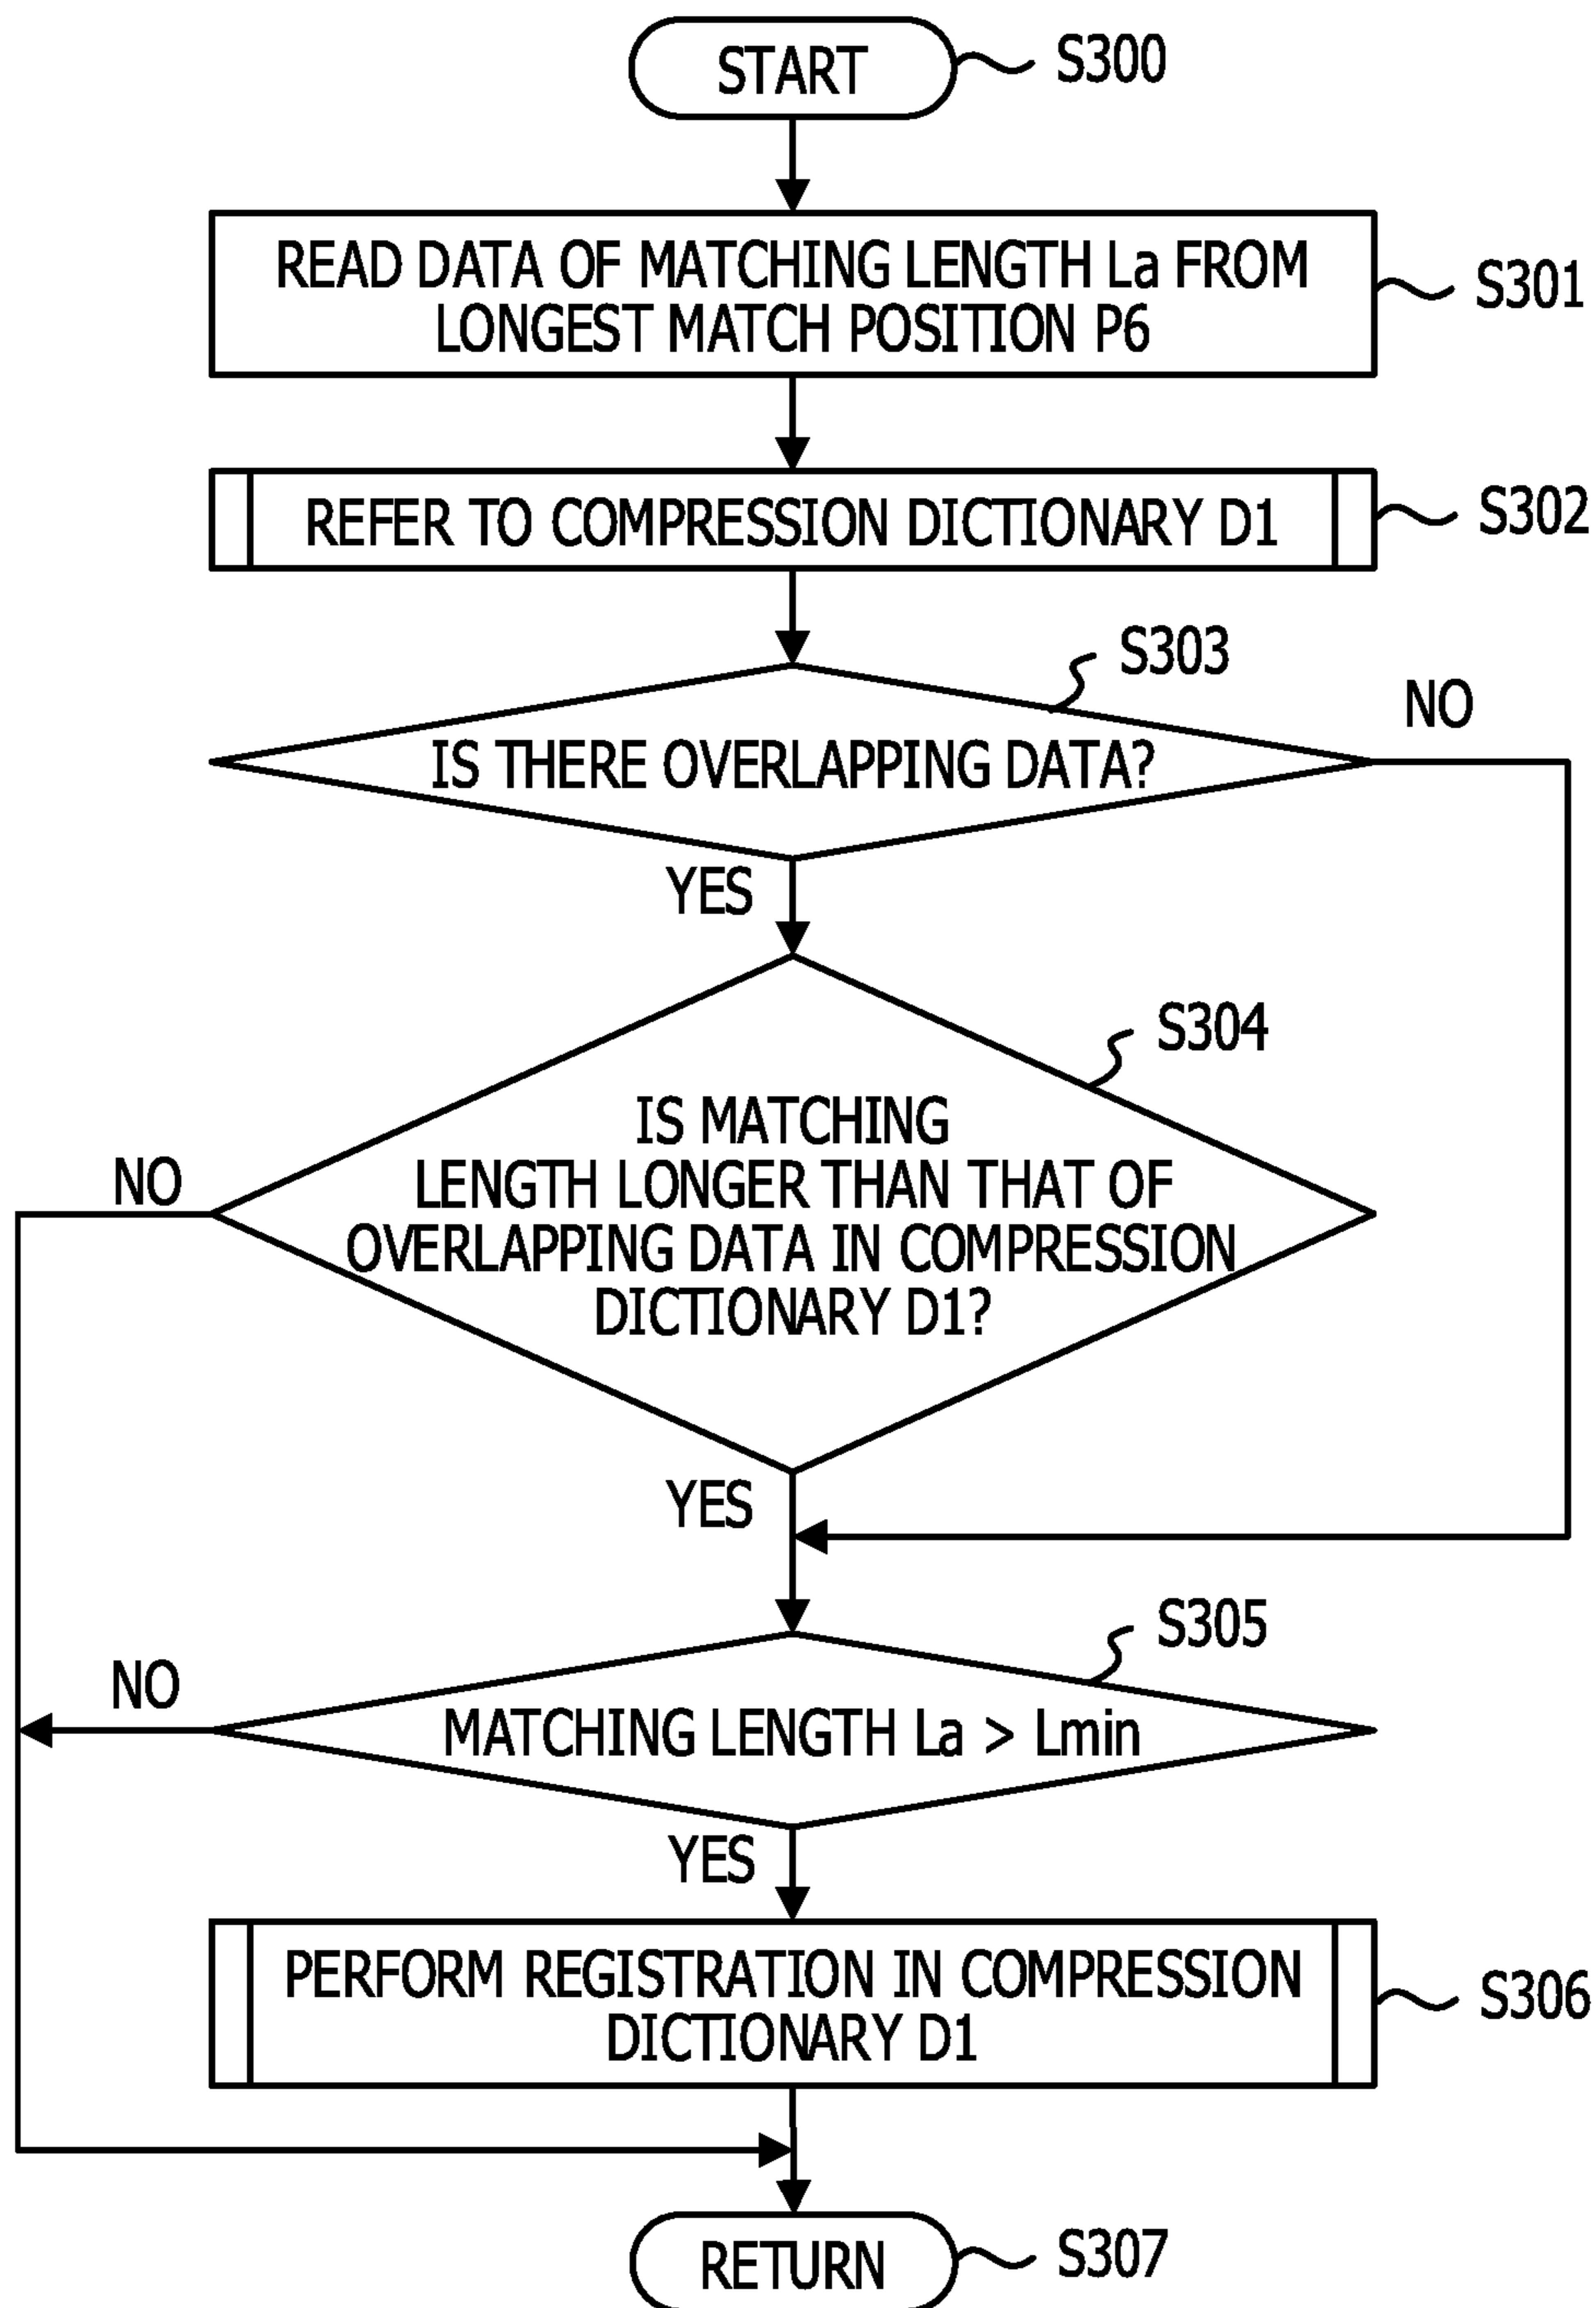 START
S300
READ DATA OF MATCHING LENGTH La FROM
LONGEST MATCH POSITION P6
S301
REFER TO COMPRESSION DICTIONARY D1
S302
S303
NO
IS THERE OVERLAPPING DATA?
YES
S304
NO
IS MATCHING
LENGTH LONGER THAN THAT OF
OVERLAPPING DATA IN COMPRESSION
DICTIONARY D1?
YES
S305
NO
MATCHING LENGTH La > Lmin
YES
PERFORM REGISTRATION IN COMPRESSION
DICTIONARY D1
S306
RETURN
S307